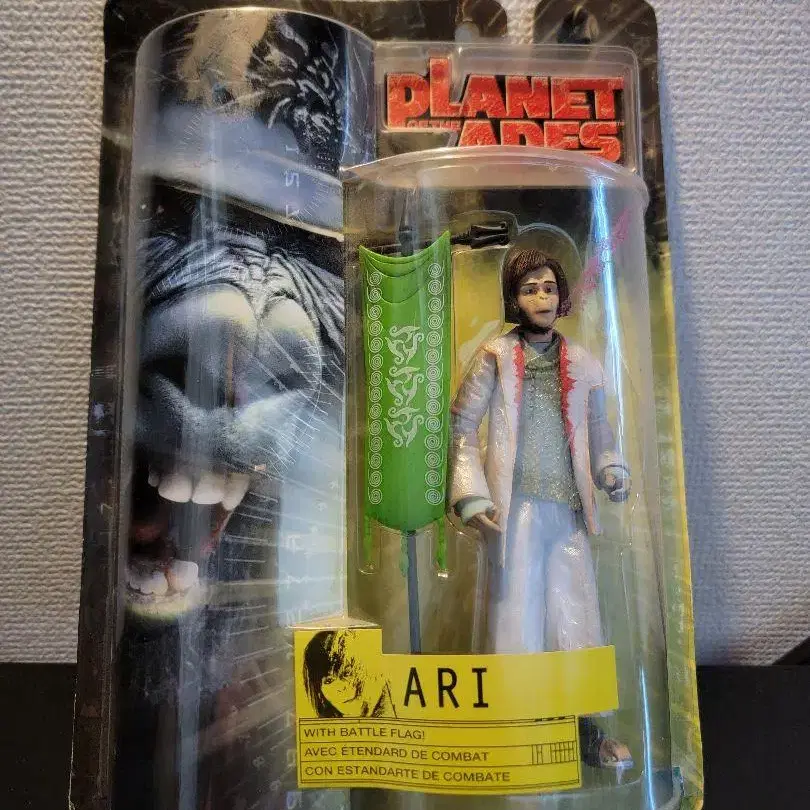 PLANET
OF THE
APES
ARI
WITH BATTLE FLAG!
AVEC ÉTENDARD DE COMBAT
CON ESTANDARTE DE COMBATE